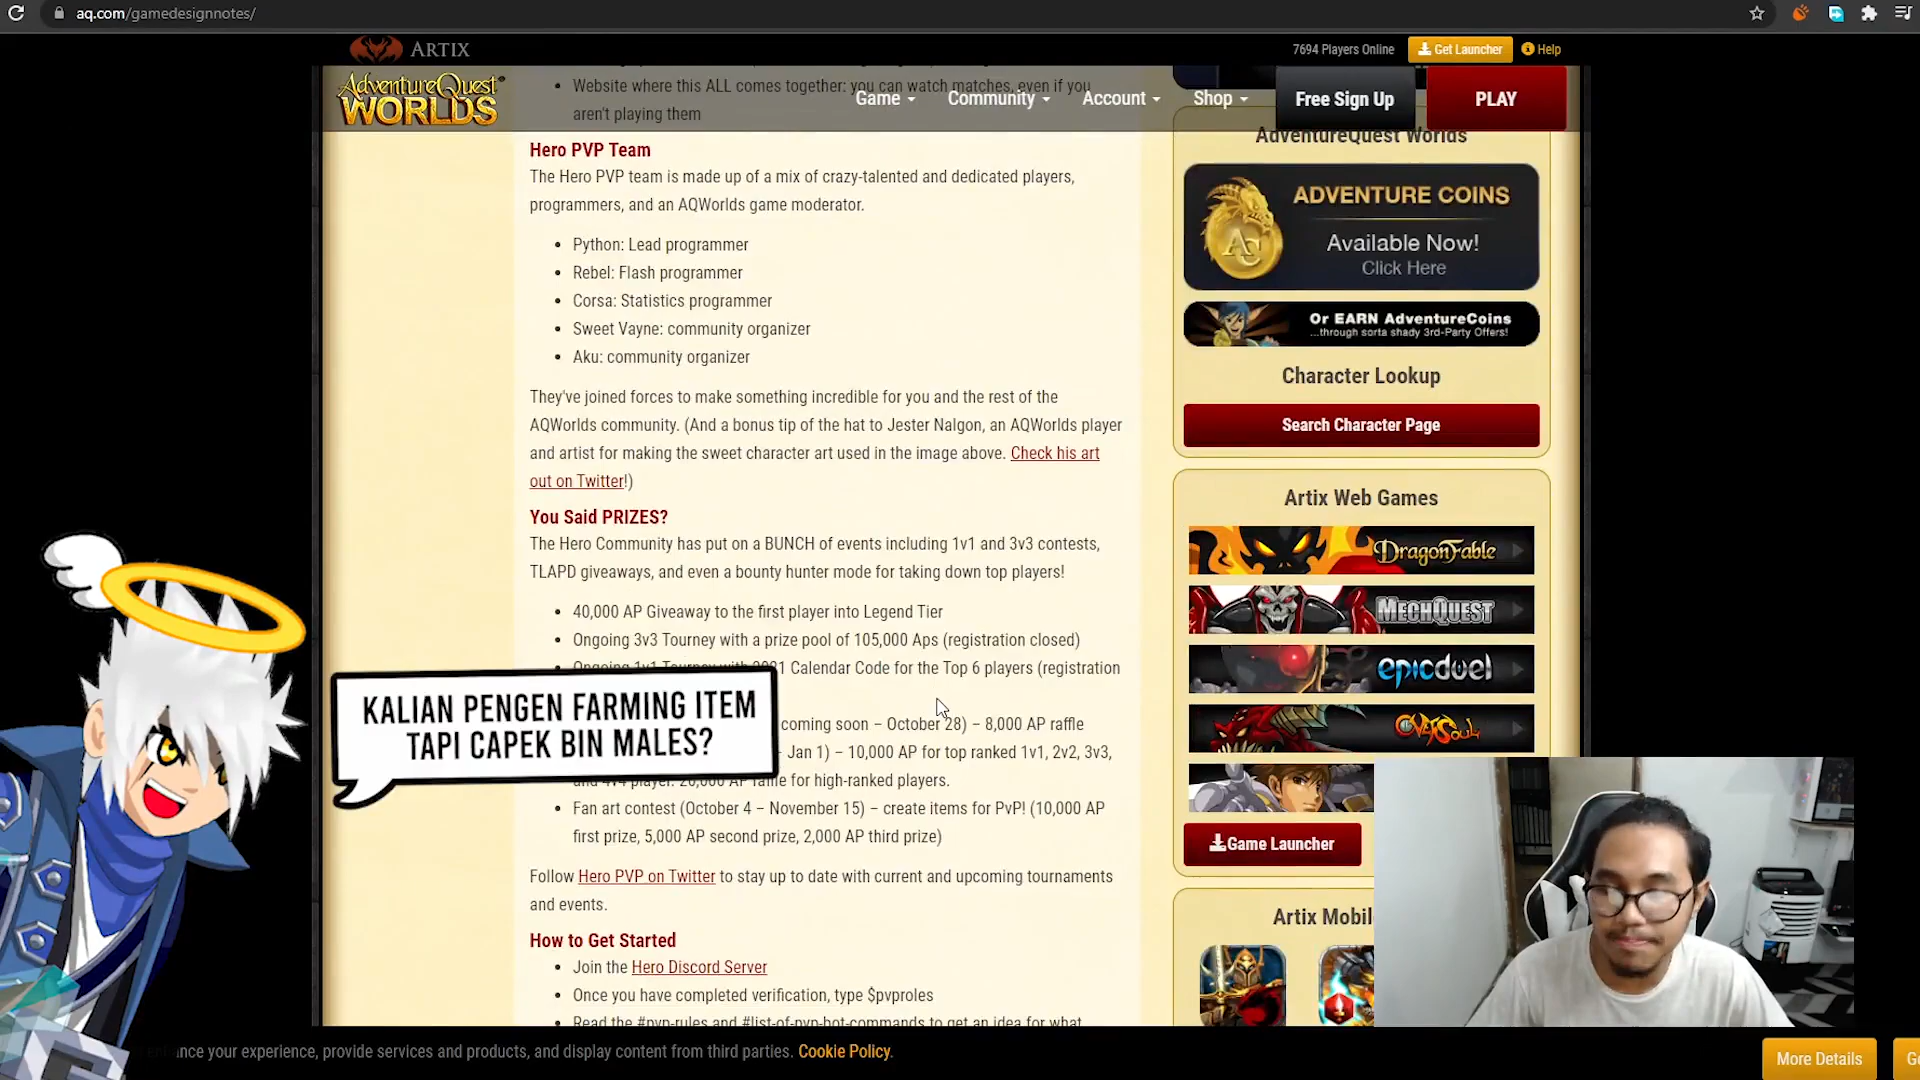 aq.com/gamedesignnotes/
ARTIX
7694 Players Online
Get Launcher
Help
AdventureQuest
WORLDS
Game
Community
Account
Shop
Free Sign Up
PLAY
Website where this ALL comes together: you can watch matches, even if you
aren't playing them
Hero PVP Team
The Hero PVP team is made up of a mix of crazy-talented and dedicated players,
programmers, and an AQWorlds game moderator.
Python: Lead programmer
Rebel: Flash programmer
Corsa: Statistics programmer
Sweet Vayne: community organizer
Aku: community organizer
They've joined forces to make something incredible for you and the rest of the
AQWorlds community. (And a bonus tip of the hat to Jester Nalgon, an AQWorlds player
and artist for making the sweet character art used in the image above. Check his art
out on Twitter!)
You Said PRIZES?
The Hero Community has put on a BUNCH of events including 1v1 and 3v3 contests,
TLAPD giveaways, and even a bounty hunter mode for taking down top players!
40,000 AP Giveaway to the first player into Legend Tier
Ongoing 3v3 Tourney with a prize pool of 105,000 Aps (registration closed)
Ongoing 1v1 Tourney with 2021 Calendar Code for the Top 6 players (registration
coming soon – October 28) – 8,000 AP raffle
– Jan 1) – 10,000 AP for top ranked 1v1, 2v2, 3v3,
and 4v4 player. 20,000 AP raffle for high-ranked players.
Fan art contest (October 4 – November 15) – create items for PvP! (10,000 AP
first prize, 5,000 AP second prize, 2,000 AP third prize)
Follow Hero PVP on Twitter to stay up to date with current and upcoming tournaments
and events.
How to Get Started
Join the Hero Discord Server
Once you have completed verification, type $pvproles
Read the #pvp-rules and #list-of-pvp-bot-commands to get an idea for what
KALIAN PENGEN FARMING ITEM
TAPI CAPEK BIN MALES?
AdventureQuest Worlds
ADVENTURE COINS
AC
Available Now!
Click Here
Or EARN AdventureCoins
...through sorta shady 3rd-Party Offers!
Character Lookup
Search Character Page
Artix Web Games
DragonFable
MECHQUEST
epicduel
OverSoul
Game Launcher
Artix Mobil
ance your experience, provide services and products, and display content from third parties. Cookie Policy.
More Details